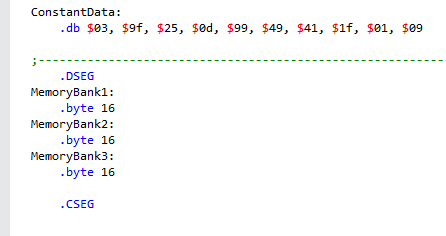 ConstantData:
.db $03, $9f, $25, $0d, $99, $49, $41, $1f, $01, $09
;----------------------------------------------------------
.DSEG
MemoryBank1:
.byte 16
MemoryBank2:
.byte 16
MemoryBank3:
.byte 16
.CSEG